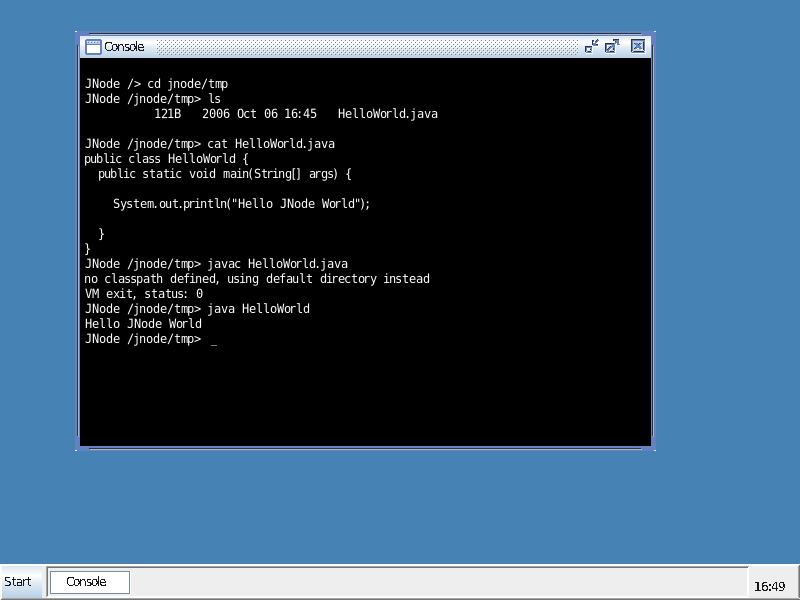 Console
JNode /> cd jnode/tmp
JNode /jnode/tmp> ls
121B 2006 Oct 06 16:45 HelloWorld.java
JNode /jnode/tmp> cat HelloWorld.java
public class HelloWorld {
public static void main(String[] args) {
System.out.println("Hello JNode World");
}
}
JNode /jnode/tmp> javac HelloWorld.java
no classpath defined, using default directory instead
VM exit, status: 0
JNode /jnode/tmp> java HelloWorld
Hello JNode World
JNode /jnode/tmp> _
Start Console 16:49